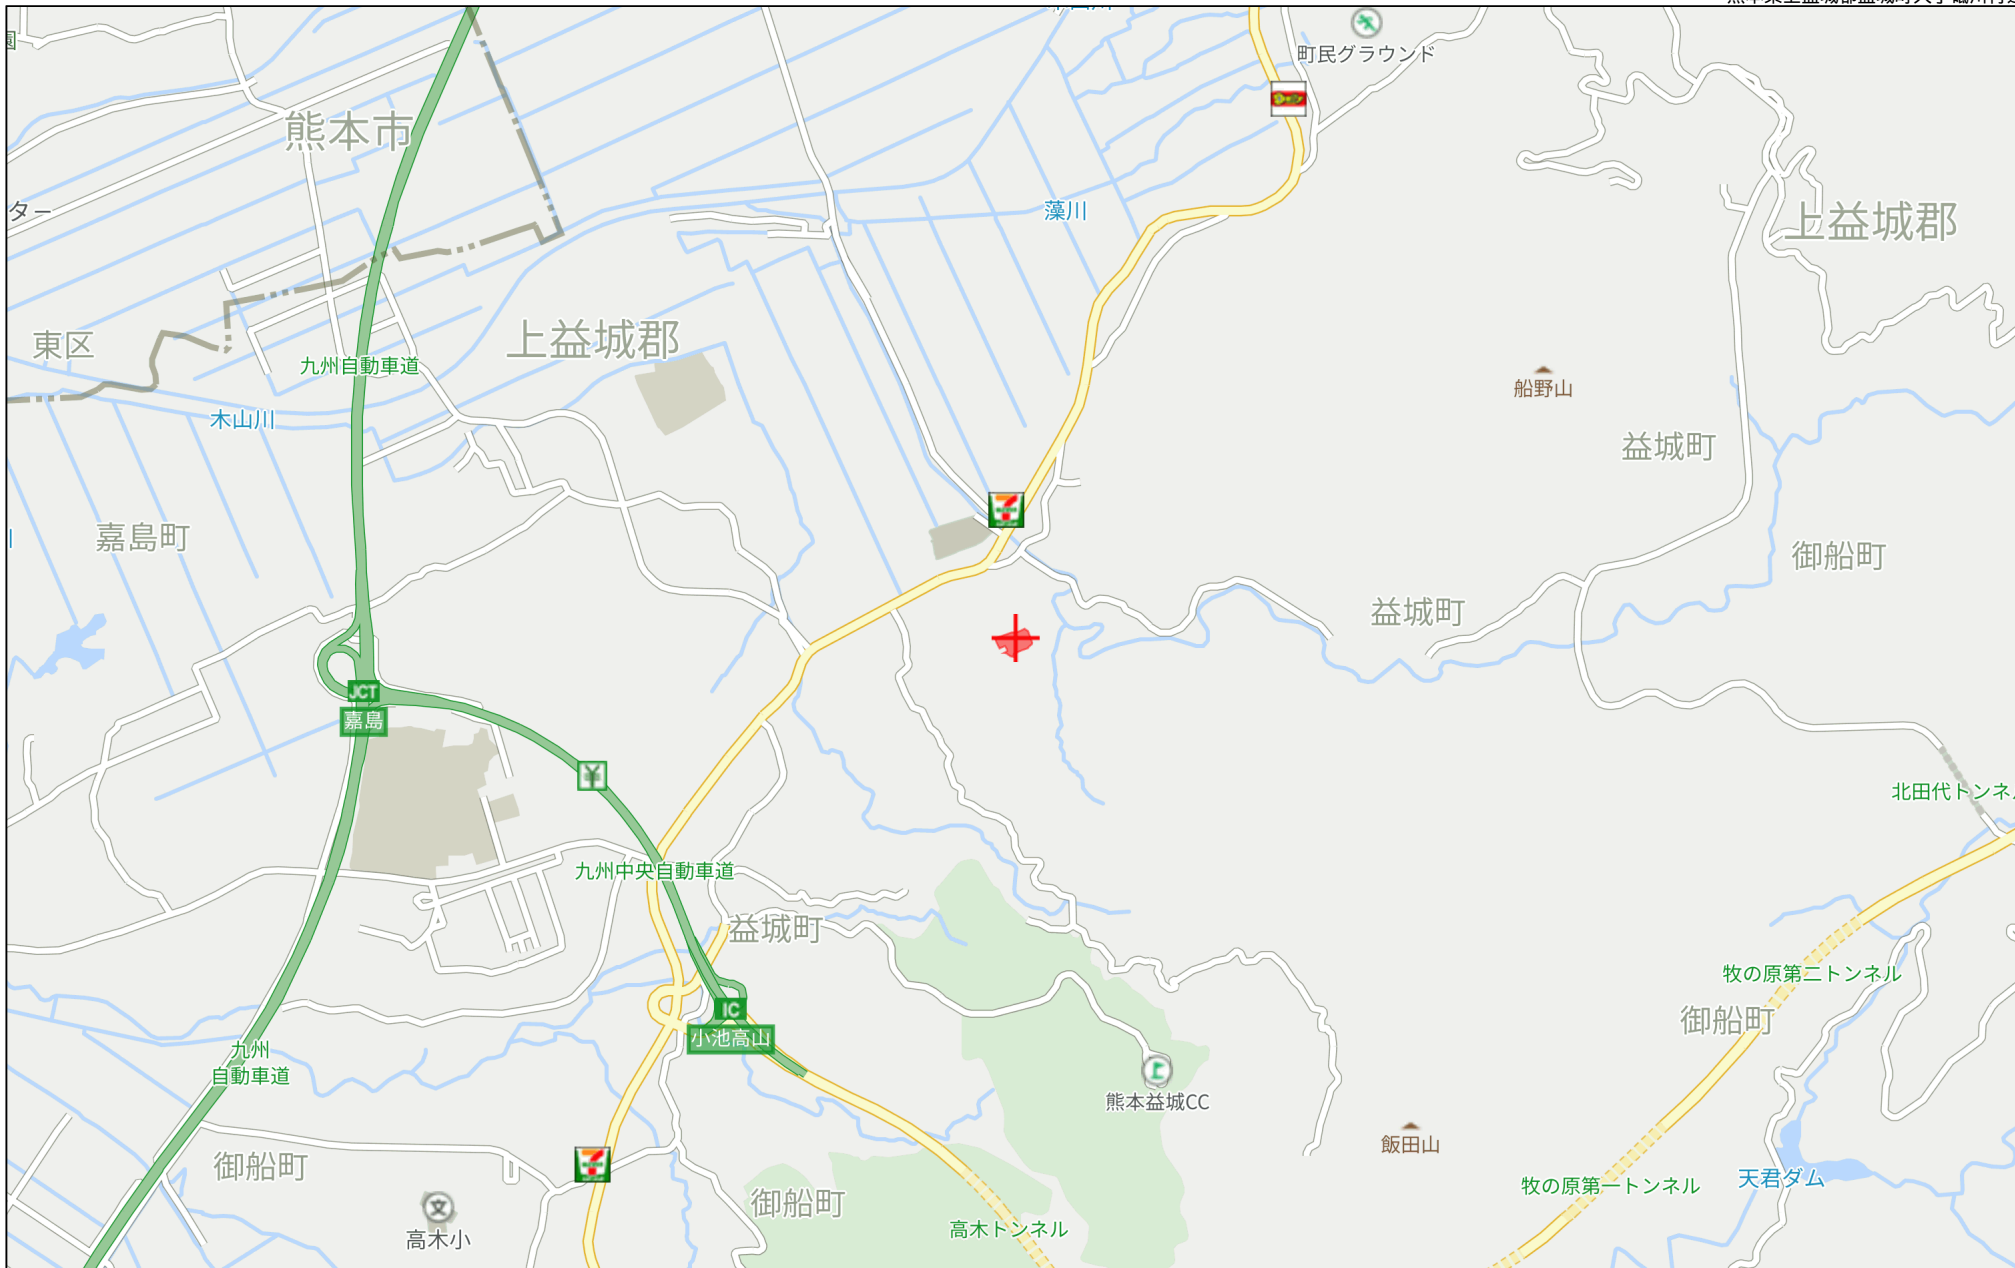 町民グラウンド
熊本市
ター
藻川
上益城郡
東区
上益城郡
九州自動車道
船野山
木山川
益城町
嘉島町
御船町
益城町
JCT
嘉島
北田代トンネ
九州中央自動車道
益城町
牧の原第二トンネル
IC
小池高山
御船町
九州
自動車道
熊本益城CC
飯田山
御船町
天君ダム
牧の原第一トンネル
御船町
文
高木小
高木トンネル